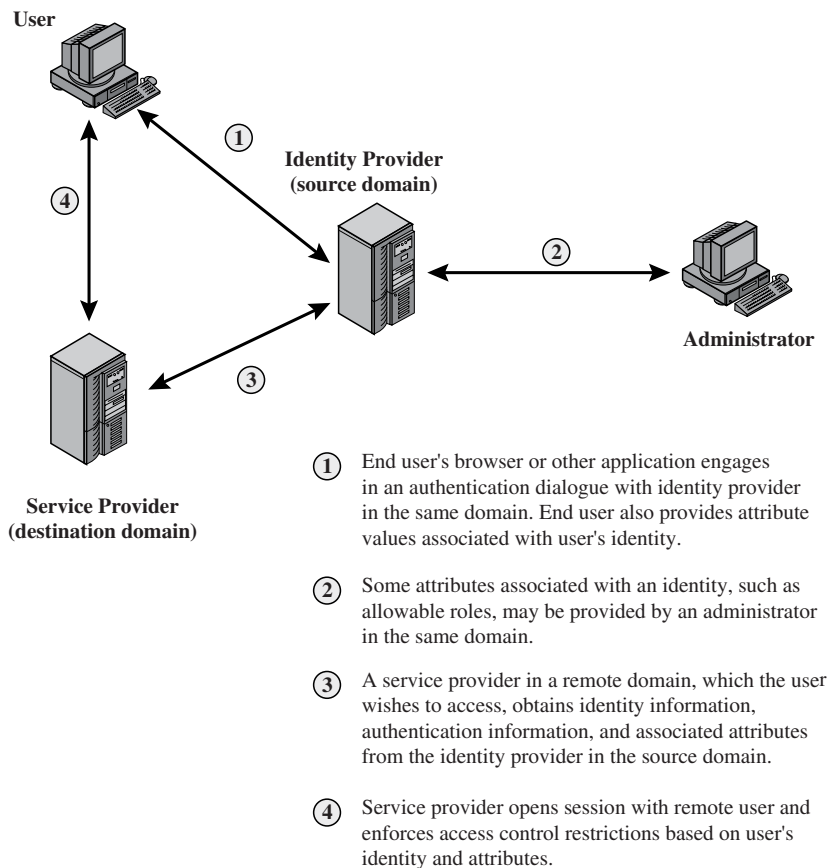 User
1
Identity Provider
(source domain)
4
2
Administrator
3
Service Provider
(destination domain)
1 End user's browser or other application engages
in an authentication dialogue with identity provider
in the same domain. End user also provides attribute
values associated with user's identity.
2 Some attributes associated with an identity, such as
allowable roles, may be provided by an administrator
in the same domain.
3 A service provider in a remote domain, which the user
wishes to access, obtains identity information,
authentication information, and associated attributes
from the identity provider in the source domain.
4 Service provider opens session with remote user and
enforces access control restrictions based on user's
identity and attributes.